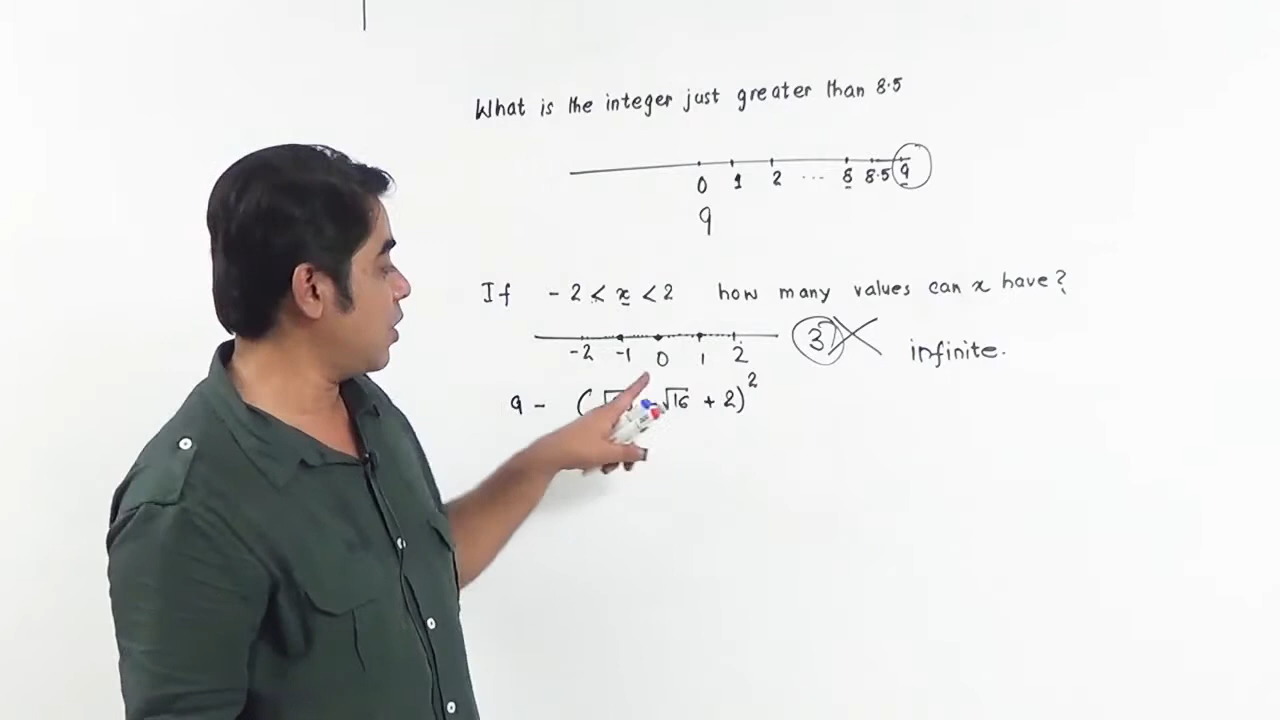 What is the integer just greater than 8.5
0 1 2 ... 8 8.5 9
9
If -2 < x < 2 how many values can x have?
-2 -1 0 1 2 3 infinite.
9 - ( √16 + 2)²